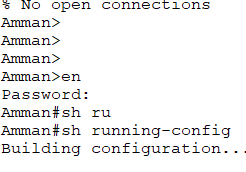 % No open connections
Amman>
Amman>
Amman>
Amman>en
Password:
Amman#sh ru
Amman#sh running-config
Building configuration...